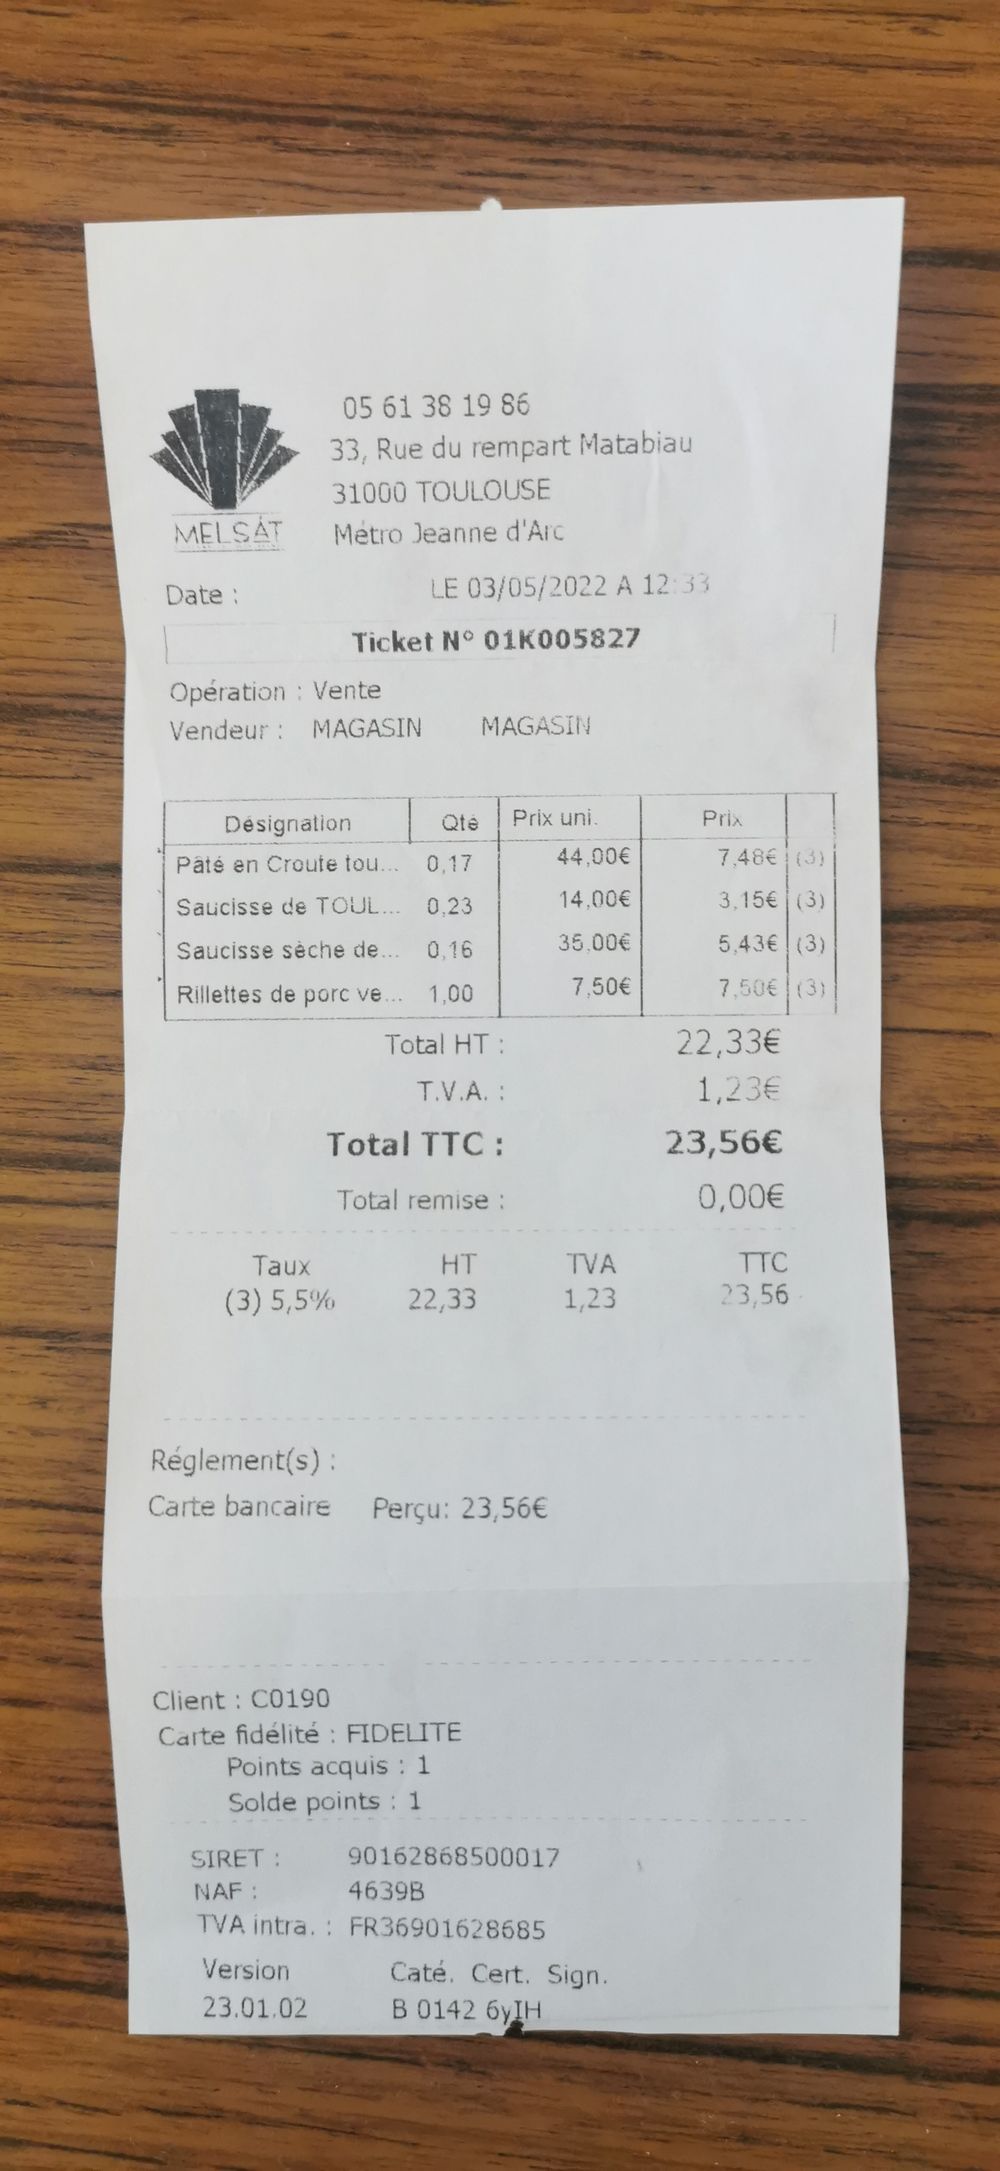 05 61 38 19 86
33, Rue du rempart Matabiau
31000 TOULOUSE
MELSÀT Métro Jeanne d'Arc
Date : LE 03/05/2022 A 12:33
Ticket N° 01K005827
Opération : Vente
Vendeur : MAGASIN MAGASIN
Désignation Qté Prix uni. Prix
Pâté en Croute tou... 0,17 44,00€ 7,48€ (3)
Saucisse de TOUL... 0,23 14,00€ 3,15€ (3)
Saucisse sèche de... 0,16 35,00€ 5,43€ (3)
Rillettes de porc ve... 1,00 7,50€ 7,50€ (3)
Total HT : 22,33€
T.V.A. : 1,23€
Total TTC : 23,56€
Total remise : 0,00€
Taux HT TVA TTC
(3) 5,5% 22,33 1,23 23,56
Réglement(s) :
Carte bancaire Perçu: 23,56€
Client : C0190
Carte fidélité : FIDELITE
Points acquis : 1
Solde points : 1
SIRET : 90162868500017
NAF : 4639B
TVA intra. : FR36901628685
Version Caté. Cert. Sign.
23.01.02 B 0142 6yIH